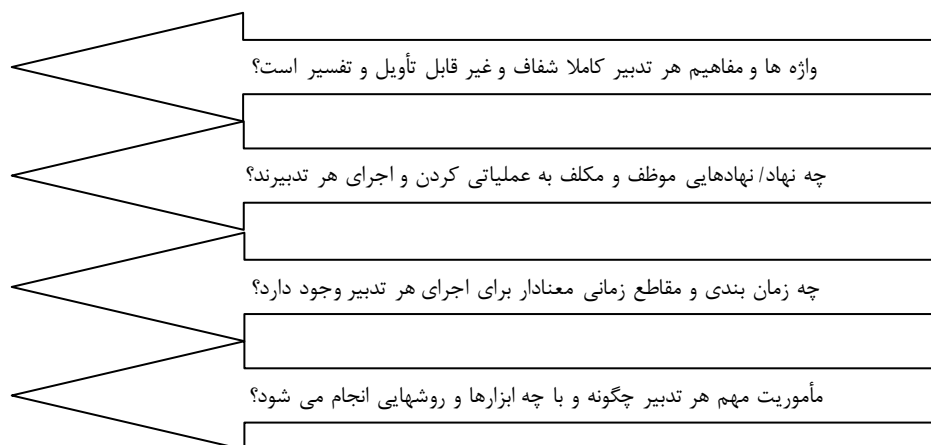 واژه ها و مفاهیم هر تدبیر کاملا شفاف و غیر قابل تأویل و تفسیر است؟
چه نهاد/ نهادهایی موظف و مکلف به عملیاتی کردن و اجرای هر تدبیرند؟
چه زمان بندی و مقاطع زمانی معنادار برای اجرای هر تدبیر وجود دارد؟
مأموریت مهم هر تدبیر چگونه و با چه ابزارها و روشهایی انجام می شود؟